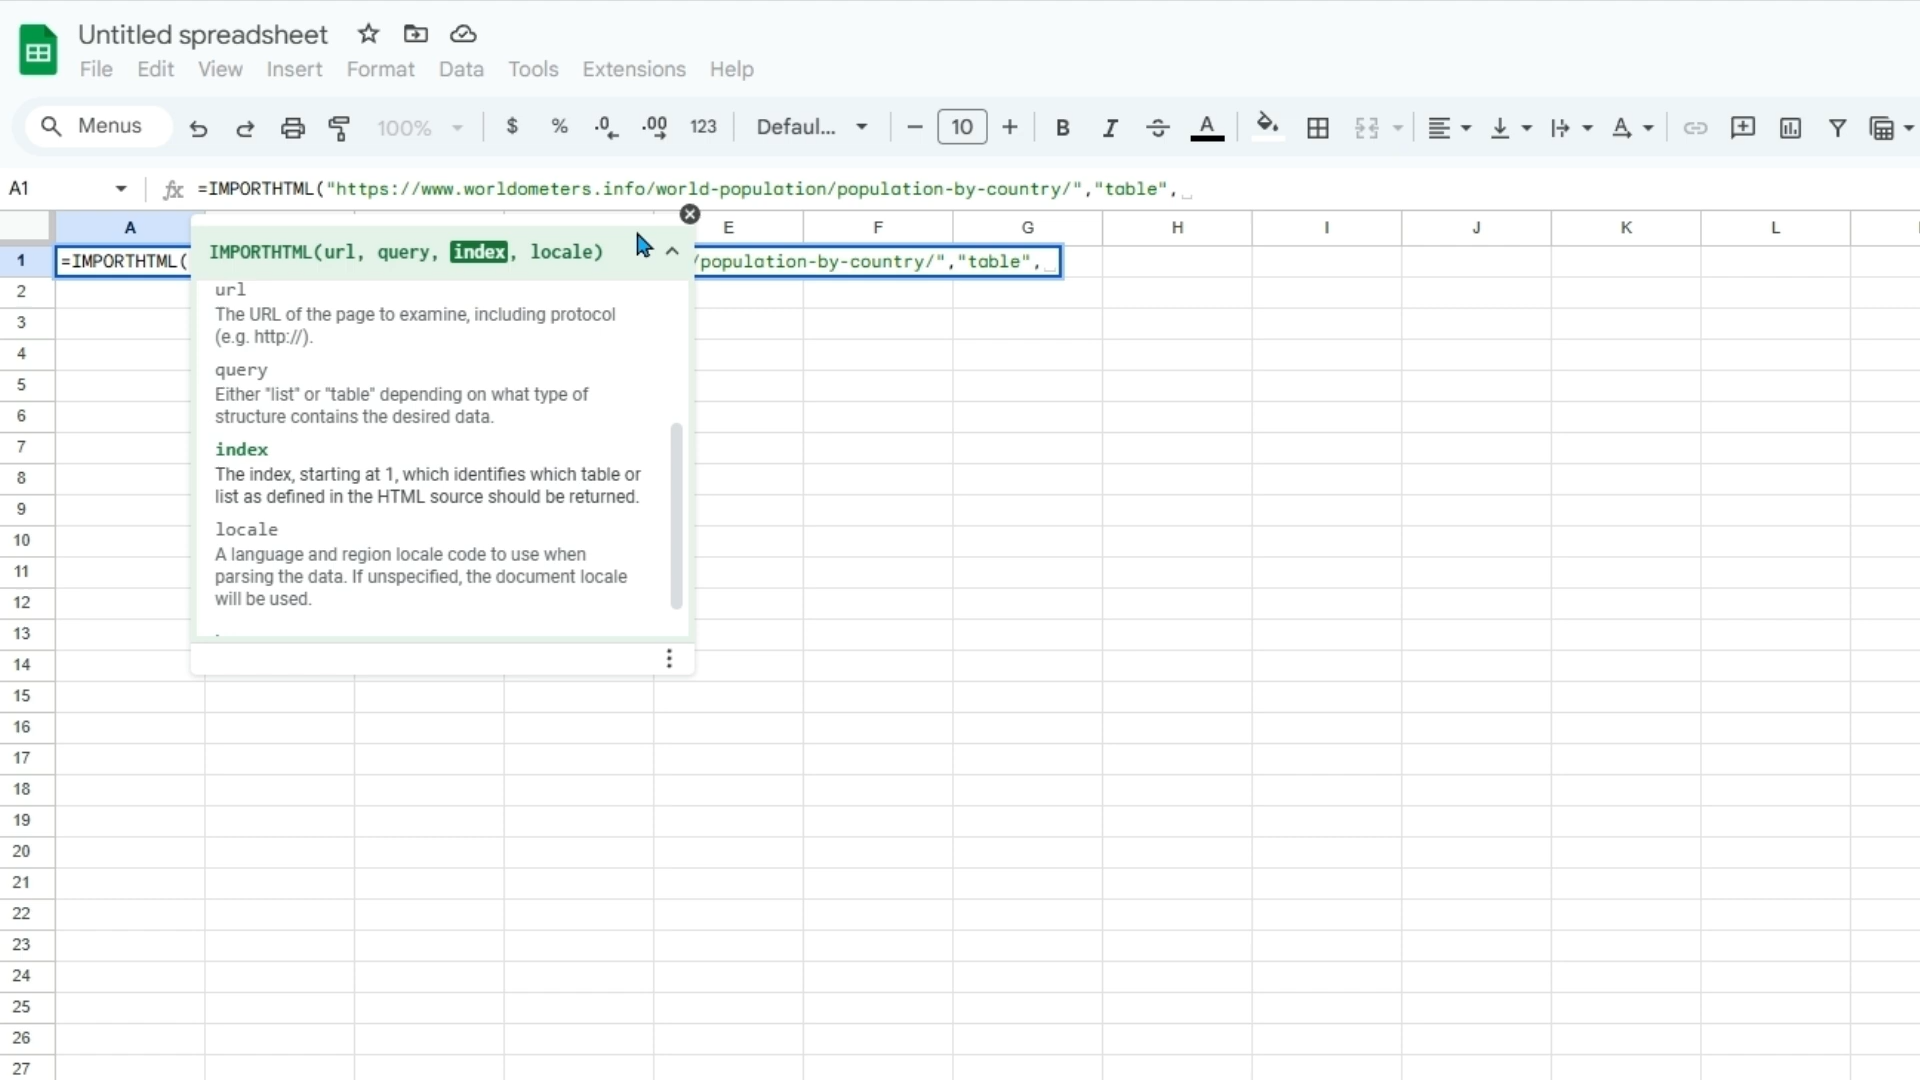 Untitled spreadsheet
File Edit View Insert Format Data Tools Extensions Help
Menus 100% $ % .0 .00 123 Defaul... 10 B I S A A
A1 fx =IMPORTHTML("https://www.worldometers.info/world-population/population-by-country/","table",
A E F G H I J K L
1 =IMPORTHTML( /population-by-country/","table",
IMPORTHTML(url, query, index, locale)
url
The URL of the page to examine, including protocol
(e.g. http://).
query
Either "list" or "table" depending on what type of
structure contains the desired data.
index
The index, starting at 1, which identifies which table or
list as defined in the HTML source should be returned.
locale
A language and region locale code to use when
parsing the data. If unspecified, the document locale
will be used.
2
3
4
5
6
7
8
9
10
11
12
13
14
15
16
17
18
19
20
21
22
23
24
25
26
27